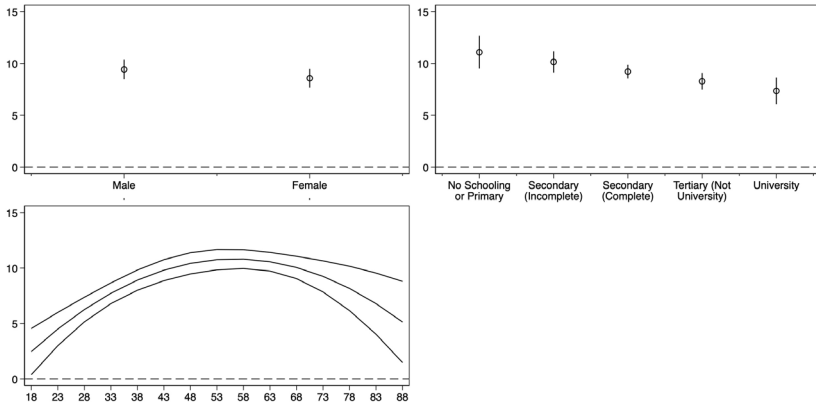 15
10
5
0
Male Female
15
10
5
0
No Schooling or Primary
Secondary (Incomplete)
Secondary (Complete)
Tertiary (Not University)
University
15
10
5
0
18 23 28 33 38 43 48 53 58 63 68 73 78 83 88